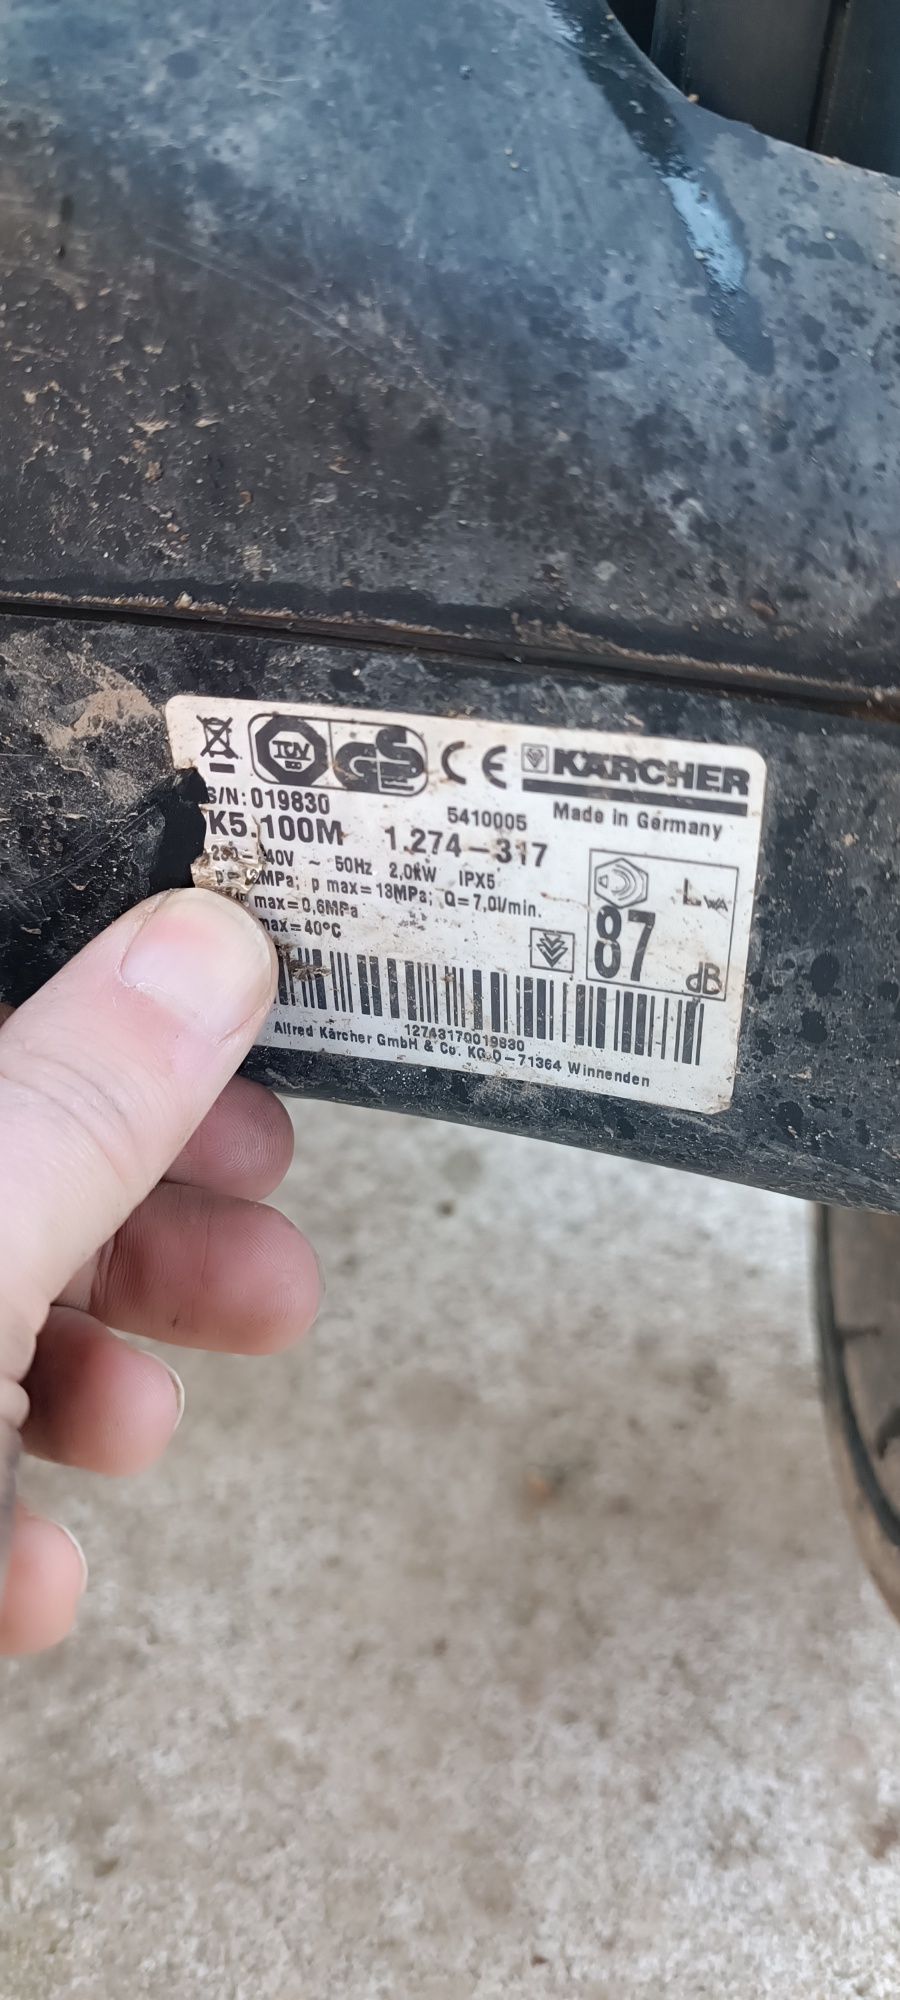 TÜV
GS
CE
KÄRCHER
S/N: 019830
5410005
Made in Germany
K5.100M 1.274-317
~ 50Hz 2,0kW IPX5
p max=13MPa; Q=7,0l/min.
max=0,6MPa
max=40°C
LWA
87
dB
12743170019830
Alfred Kärcher GmbH & Co. KG D-71364 Winnenden